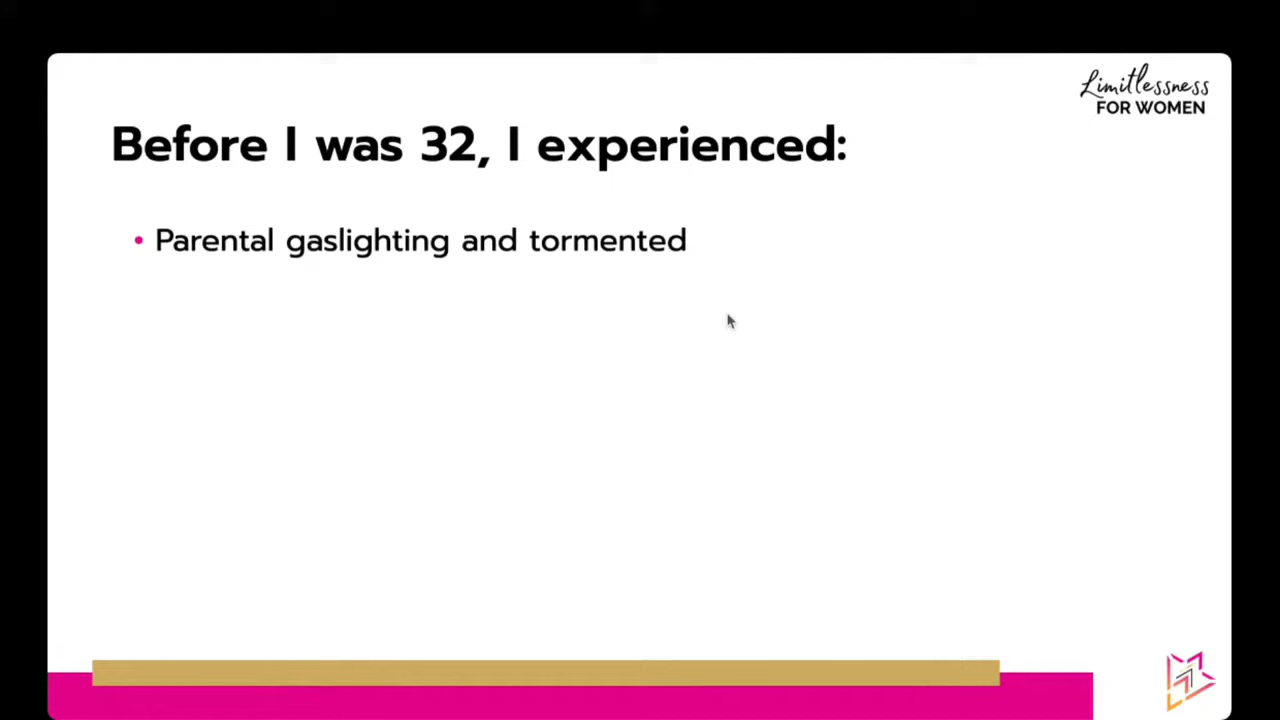 Limitlessness
FOR WOMEN
Before I was 32, I experienced:
• Parental gaslighting and tormented